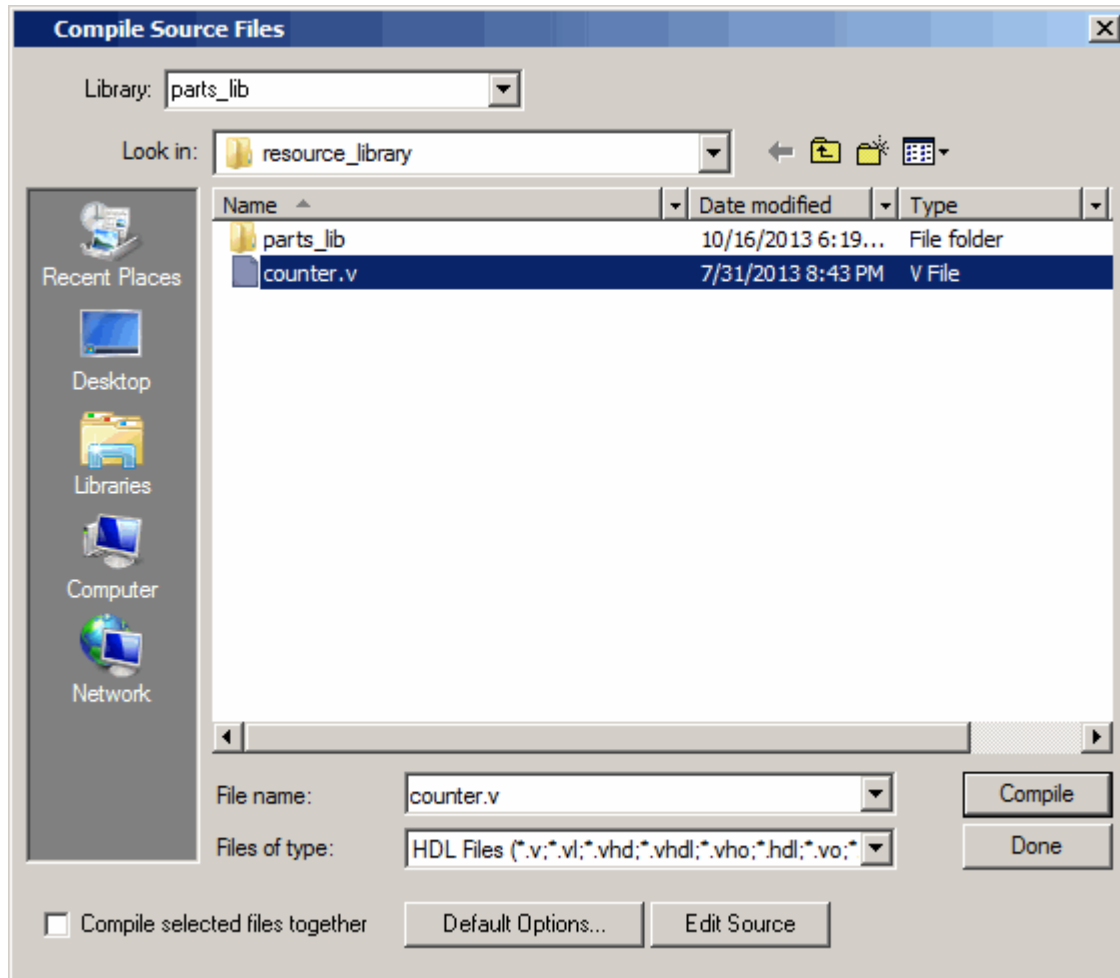 Compile Source Files
Library: parts_lib
Look in: resource_library
Name Date modified Type
parts_lib 10/16/2013 6:19... File folder
counter.v 7/31/2013 8:43 PM V File
Recent Places
Desktop
Libraries
Computer
Network
File name: counter.v Compile
Files of type: HDL Files (*.v;*.vl;*.vhd;*.vhdl;*.vho;*.hdl;*.vo;* Done
Compile selected files together Default Options... Edit Source